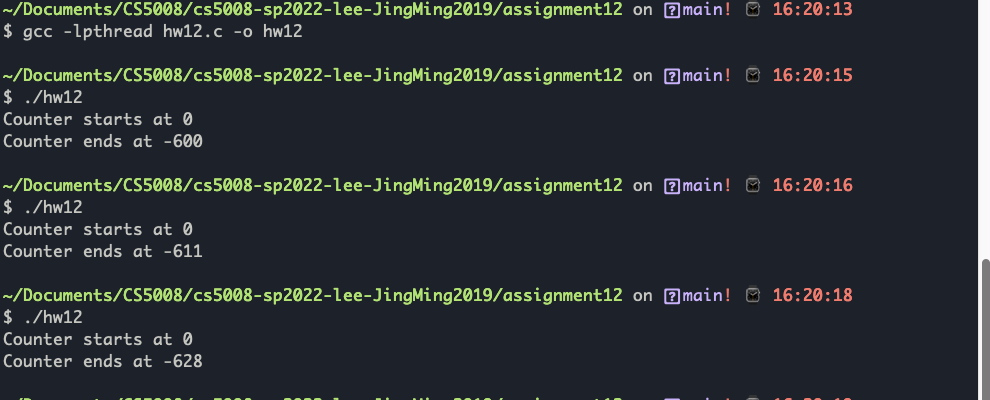 ~/Documents/CS5008/cs5008-sp2022-lee-JingMing2019/assignment12 on ?main! 16:20:13
$ gcc -lpthread hw12.c -o hw12
~/Documents/CS5008/cs5008-sp2022-lee-JingMing2019/assignment12 on ?main! 16:20:15
$ ./hw12
Counter starts at 0
Counter ends at -600
~/Documents/CS5008/cs5008-sp2022-lee-JingMing2019/assignment12 on ?main! 16:20:16
$ ./hw12
Counter starts at 0
Counter ends at -611
~/Documents/CS5008/cs5008-sp2022-lee-JingMing2019/assignment12 on ?main! 16:20:18
$ ./hw12
Counter starts at 0
Counter ends at -628